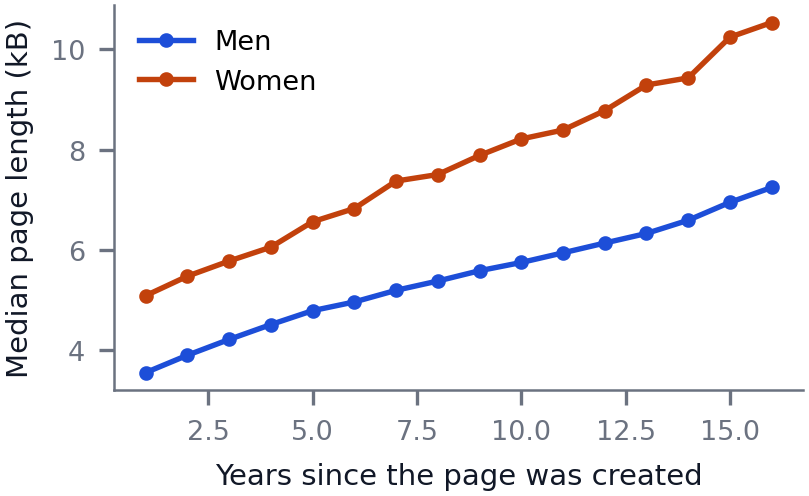 Median page length (kB)
10
8
6
4
Men
Women
2.5 5.0 7.5 10.0 12.5 15.0
Years since the page was created